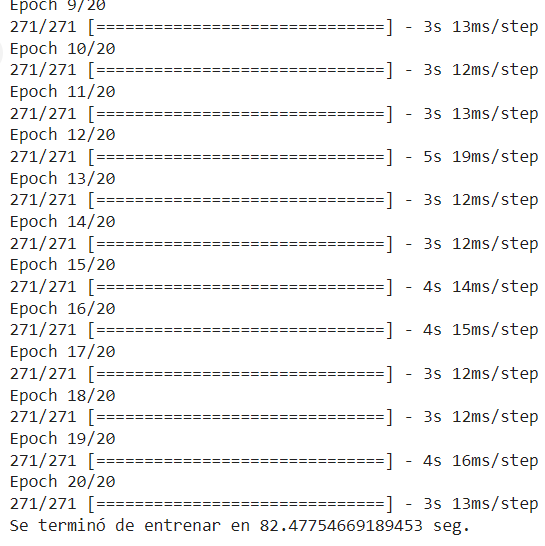 Epoch 9/20
271/271 [==============================] - 3s 13ms/step
Epoch 10/20
271/271 [==============================] - 3s 12ms/step
Epoch 11/20
271/271 [==============================] - 3s 13ms/step
Epoch 12/20
271/271 [==============================] - 5s 19ms/step
Epoch 13/20
271/271 [==============================] - 3s 12ms/step
Epoch 14/20
271/271 [==============================] - 3s 12ms/step
Epoch 15/20
271/271 [==============================] - 4s 14ms/step
Epoch 16/20
271/271 [==============================] - 4s 15ms/step
Epoch 17/20
271/271 [==============================] - 3s 12ms/step
Epoch 18/20
271/271 [==============================] - 3s 12ms/step
Epoch 19/20
271/271 [==============================] - 4s 16ms/step
Epoch 20/20
271/271 [==============================] - 3s 13ms/step
Se terminó de entrenar en 82.47754669189453 seg.